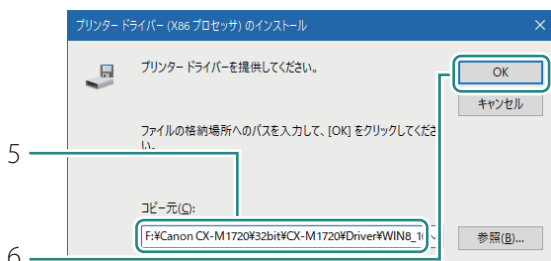 プリンター ドライバー (X86 プロセッサ) のインストール
プリンター ドライバーを提供してください。
OK
キャンセル
ファイルの格納場所へのパスを入力して、[OK] をクリックしてくださ
い。
5
コピー元(C):
F:¥Canon CX-M1720¥32bit¥CX-M1720¥Driver¥WIN8_1
参照(B)...
6